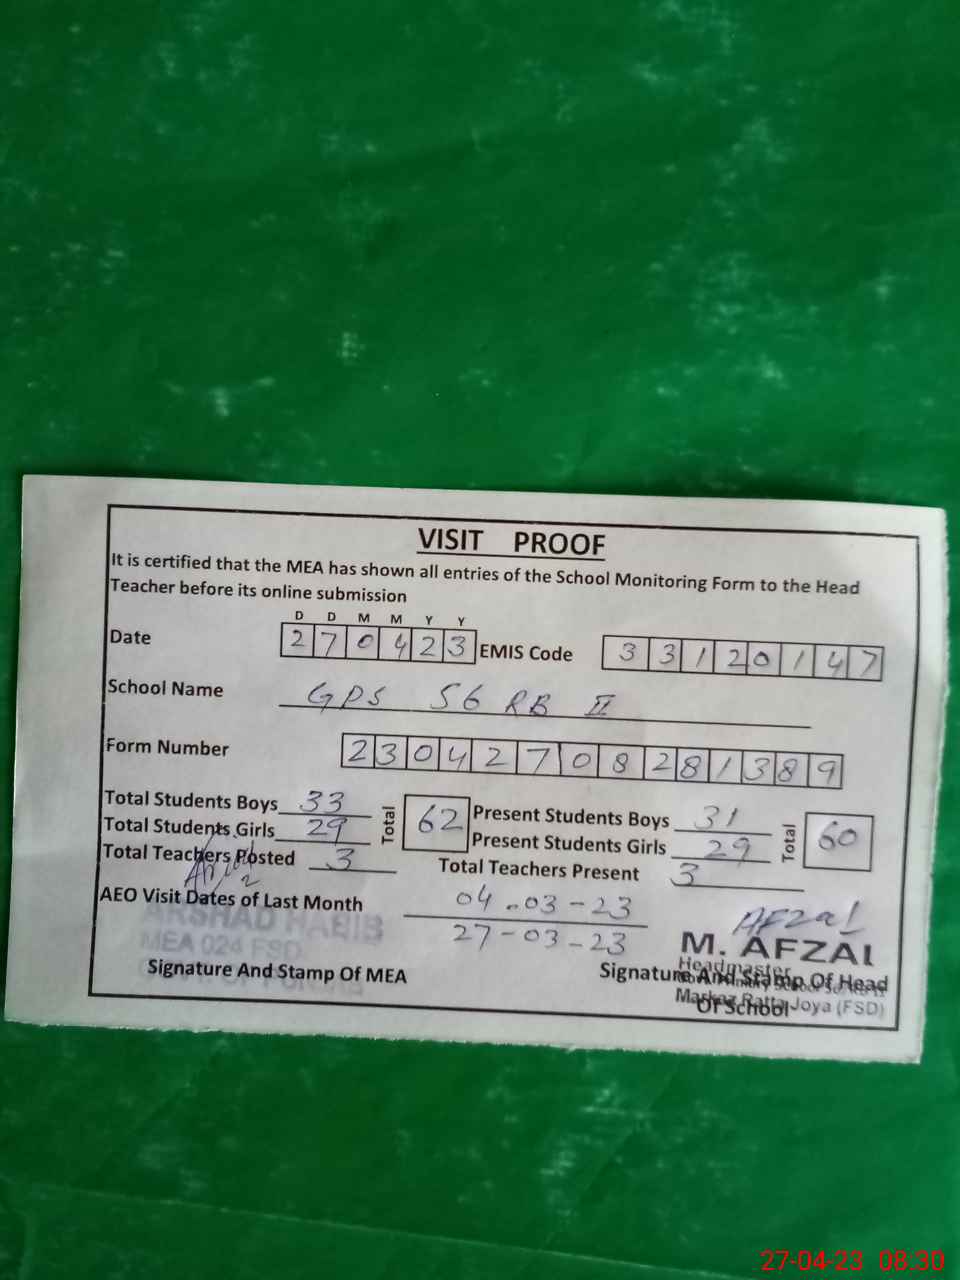 VISIT PROOF
It is certified that the MEA has shown all entries of the School Monitoring Form to the Head
Teacher before its online submission
D D M M Y Y
Date 2 7 0 4 2 3 EMIS Code 3 3 1 2 0 1 4 7
School Name GPS 56 RB II
Form Number 2 3 0 4 2 7 0 8 2 8 1 3 8 9
Total Students Boys 33 Total 62 Present Students Boys 31 Total 60
Total Students Girls 29 Present Students Girls 29
Total Teachers Posted 3 Total Teachers Present 3
AEO Visit Dates of Last Month 04-03-23
27-03-23
Afzal
ARSHAD HABIB
MEA 024 FSD
M. AFZAL
Headmaster
Signature And Stamp Of MEA Signature And Stamp Of Head
Of School
Markaz Ratta Joya (FSD)
27-04-23 08:30